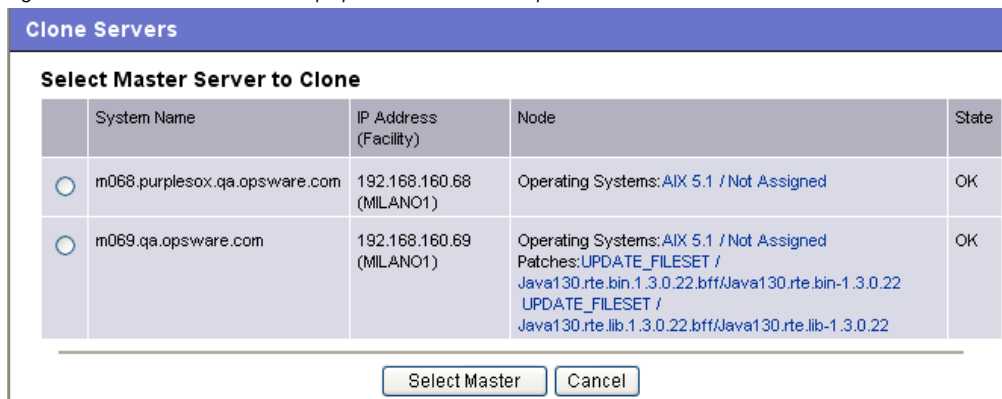 Clone Servers
Select Master Server to Clone
System Name IP Address (Facility) Node State
m068.purplesox.qa.opsware.com 192.168.160.68 (MILANO1) Operating Systems:AIX 5.1 / Not Assigned OK
m069.qa.opsware.com 192.168.160.69 (MILANO1) Operating Systems:AIX 5.1 / Not Assigned OK
Patches:UPDATE_FILESET /
Java130.rte.bin.1.3.0.22.bff/Java130.rte.bin-1.3.0.22
UPDATE_FILESET /
Java130.rte.lib.1.3.0.22.bff/Java130.rte.lib-1.3.0.22
Select Master Cancel